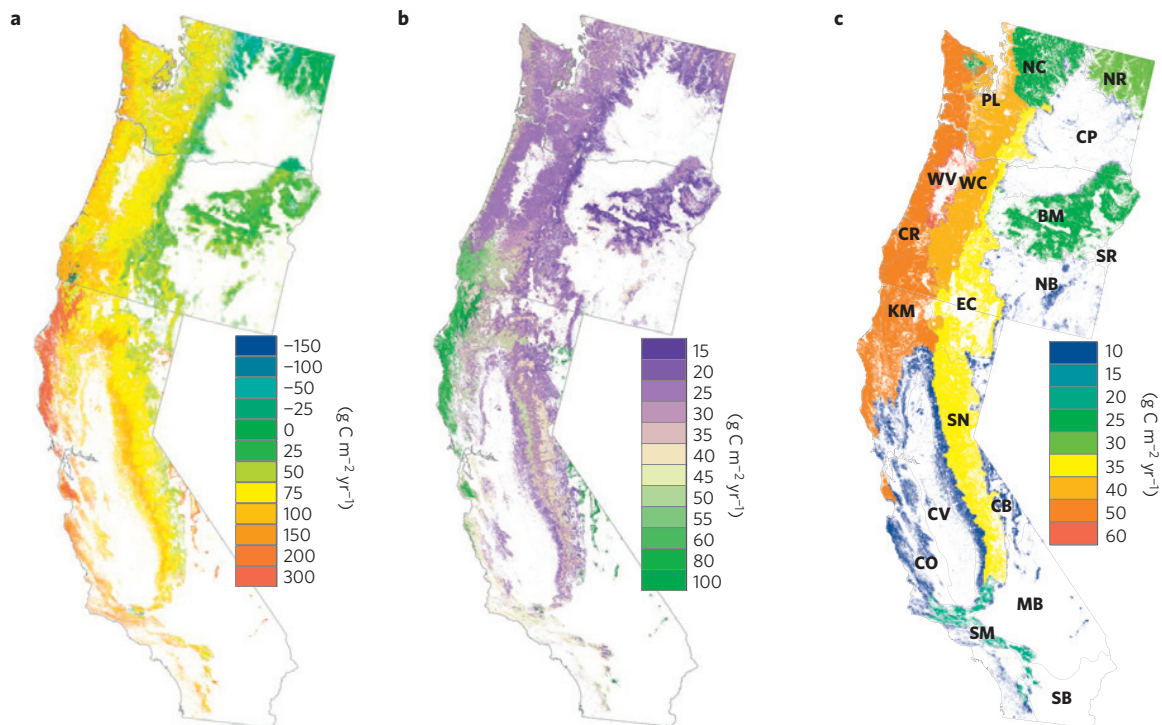 a
−150
−100
−50
−25
0
25
50
75
100
150
200
300
(g C m−2 yr−1)
b
15
20
25
30
35
40
50
55
60
80
100
(g C m−2 yr−1)
c
NC
NR
PL
CP
WV
WC
BM
CR
SR
NB
EC
KM
SN
CB
CV
CO
MB
SM
SB
10
15
20
25
30
35
40
50
60
(g C m−2 yr−1)